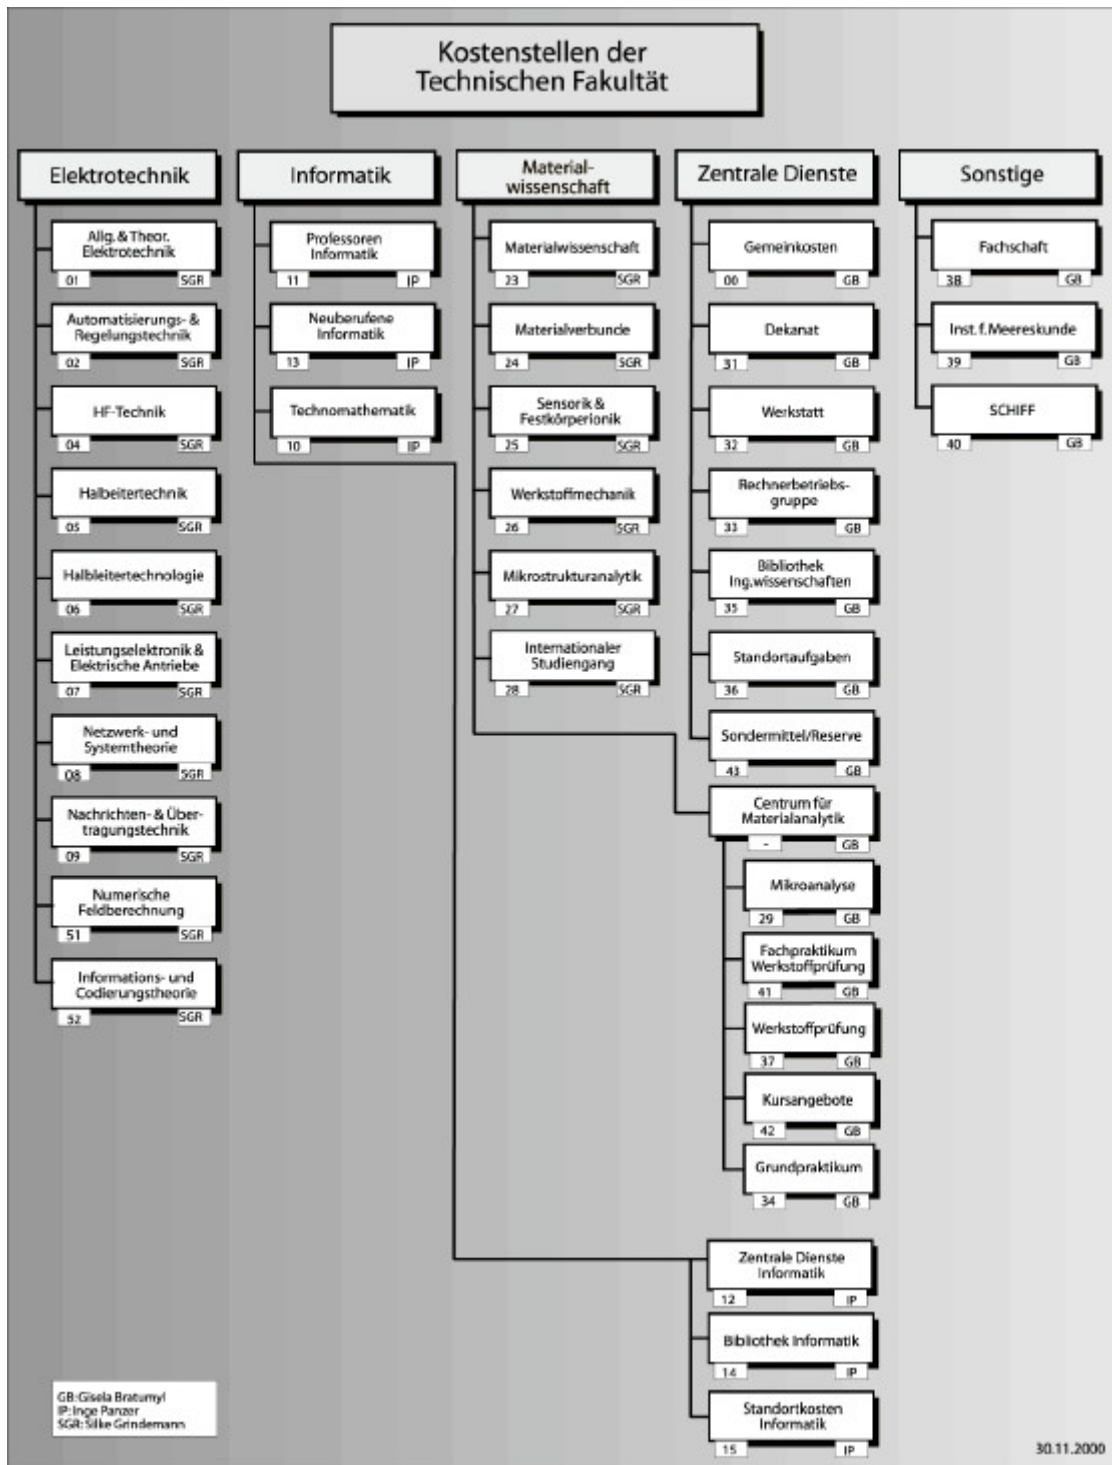 Kostenstellen der
Technischen Fakultät
Elektrotechnik
Allg. & Theor.
Elektrotechnik
01 SGR
Automatisierungs- &
Regelungstechnik
02 SGR
HF-Technik
04 SGR
Halbeitertechnik
05 SGR
Halbleitertechnologie
06 SGR
Leistungselektronik &
Elektrische Antriebe
07 SGR
Netzwerk- und
Systemtheorie
08 SGR
Nachrichten- & Über-
tragungstechnik
09 SGR
Numerische
Feldberechnung
51 SGR
Informations- und
Codierungstheorie
52 SGR
Informatik
Professoren
Informatik
11 IP
Neuberufene
Informatik
13 IP
Technomathematik
10 IP
Material-
wissenschaft
Materialwissenschaft
23 SGR
Materialverbunde
24 SGR
Sensorik &
Festkörperionik
25 SGR
Werkstoffmechanik
26 SGR
Mikrostrukturanalytik
27 SGR
Internationaler
Studiengang
28 SGR
Zentrale Dienste
Gemeinkosten
00 GB
Dekanat
31 GB
Werkstatt
32 GB
Rechnerbetriebs-
gruppe
33 GB
Bibliothek
Ing.wissenschaften
35 GB
Standortaufgaben
36 GB
Sondermittel/Reserve
43 GB
Centrum für
Materialanalytik
- GB
Mikroanalyse
29 GB
Fachpraktikum
Werkstoffprüfung
41 GB
Werkstoffprüfung
37 GB
Kursangebote
42 GB
Grundpraktikum
34 GB
Zentrale Dienste
Informatik
12 IP
Bibliothek Informatik
14 IP
Standortkosten
Informatik
15 IP
Sonstige
Fachschaft
38 GB
Inst. f. Meereskunde
39 GB
SCHIFF
40 GB
GB: Gisela Bratumyl
IP: Inge Panzer
SGR: Silke Grindemann
30.11.2000